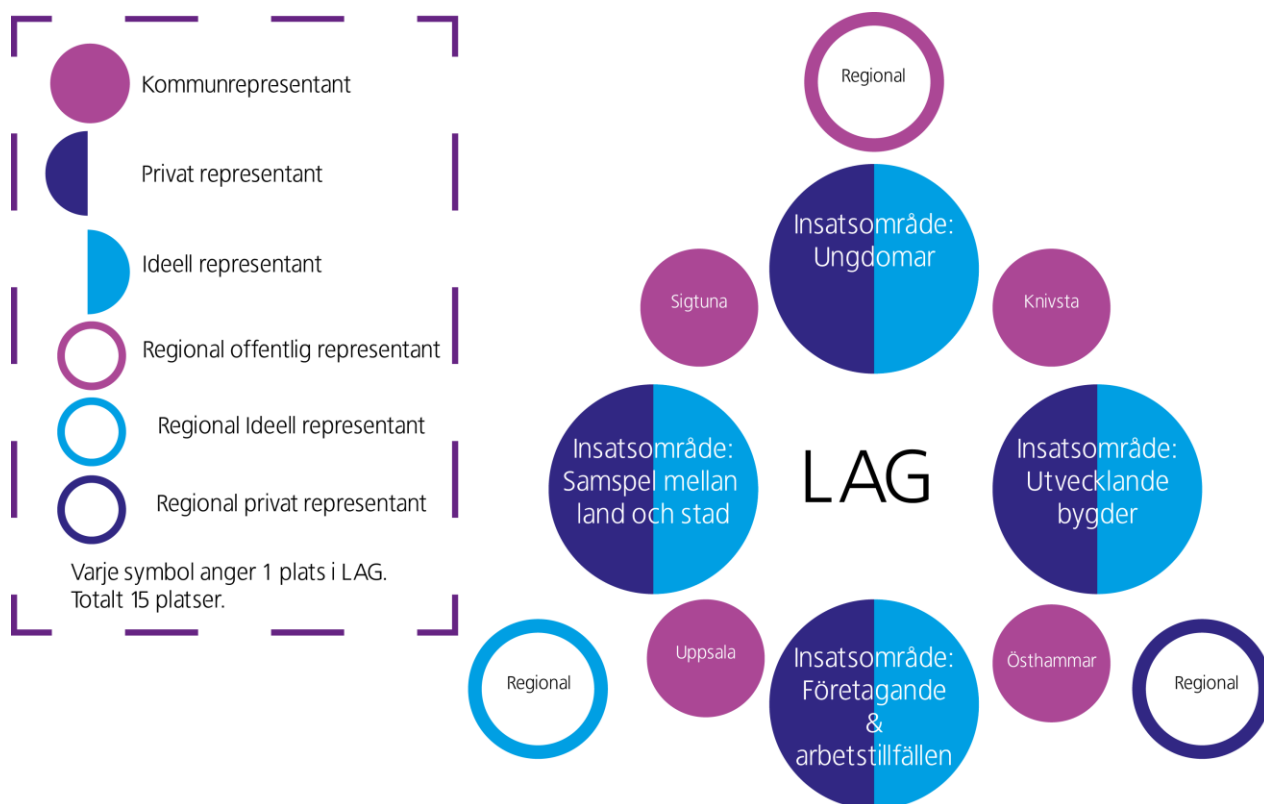 Kommunrepresentant
Privat representant
Ideell representant
Regional offentlig representant
Regional Ideell representant
Regional privat representant
Varje symbol anger 1 plats i LAG.
Totalt 15 platser.
Regional
Insatsområde:
Ungdomar
Sigtuna
Knivsta
Insatsområde:
Samspel mellan
land och stad
LAG
Insatsområde:
Utvecklande
bygder
Uppsala
Insatsområde:
Företagande
&
arbetstillfällen
Östhammar
Regional
Regional